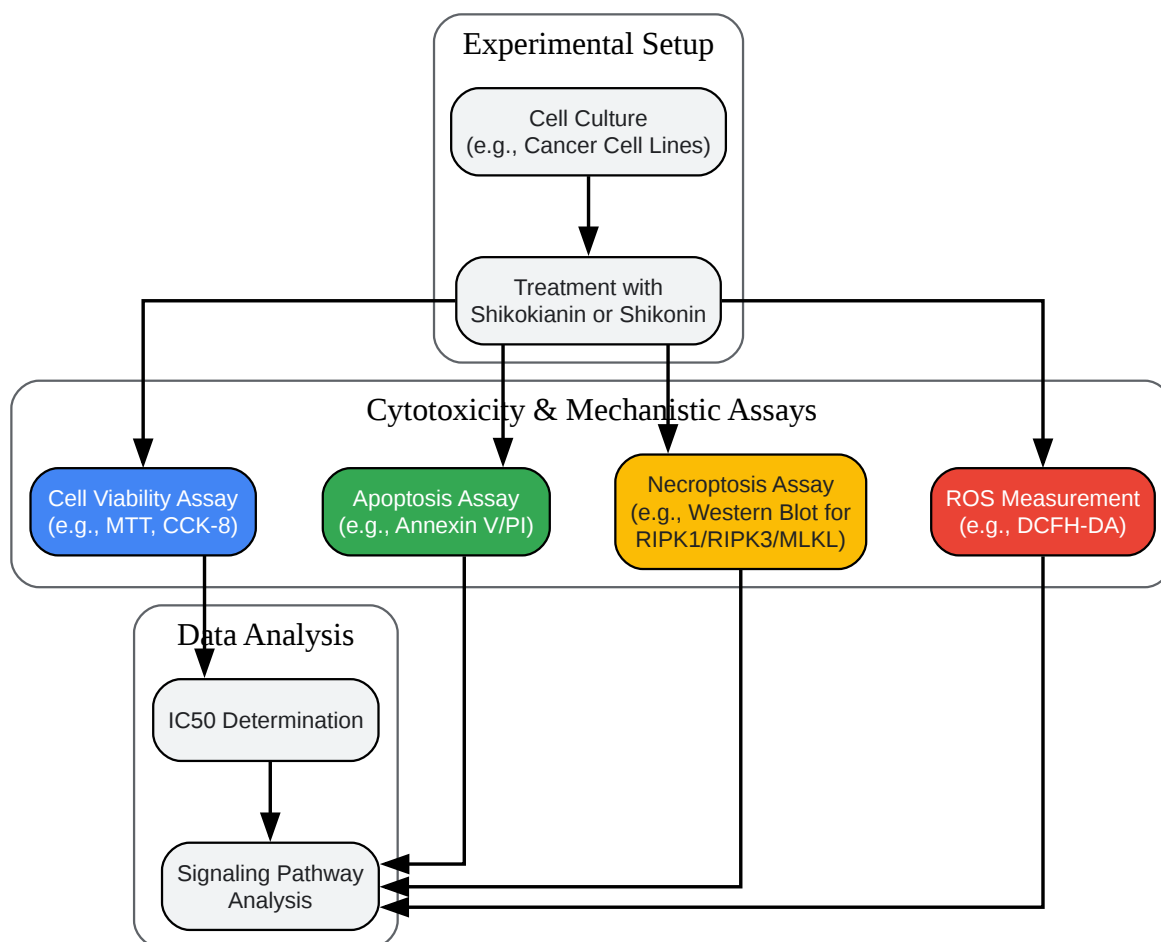 Experimental Setup
Cell Culture
(e.g., Cancer Cell Lines)
Treatment with
Shikokianin or Shikonin
Cytotoxicity & Mechanistic Assays
Cell Viability Assay
(e.g., MTT, CCK-8)
Apoptosis Assay
(e.g., Annexin V/PI)
Necroptosis Assay
(e.g., Western Blot for
RIPK1/RIPK3/MLKL)
ROS Measurement
(e.g., DCFH-DA)
Data Analysis
IC50 Determination
Signaling Pathway
Analysis